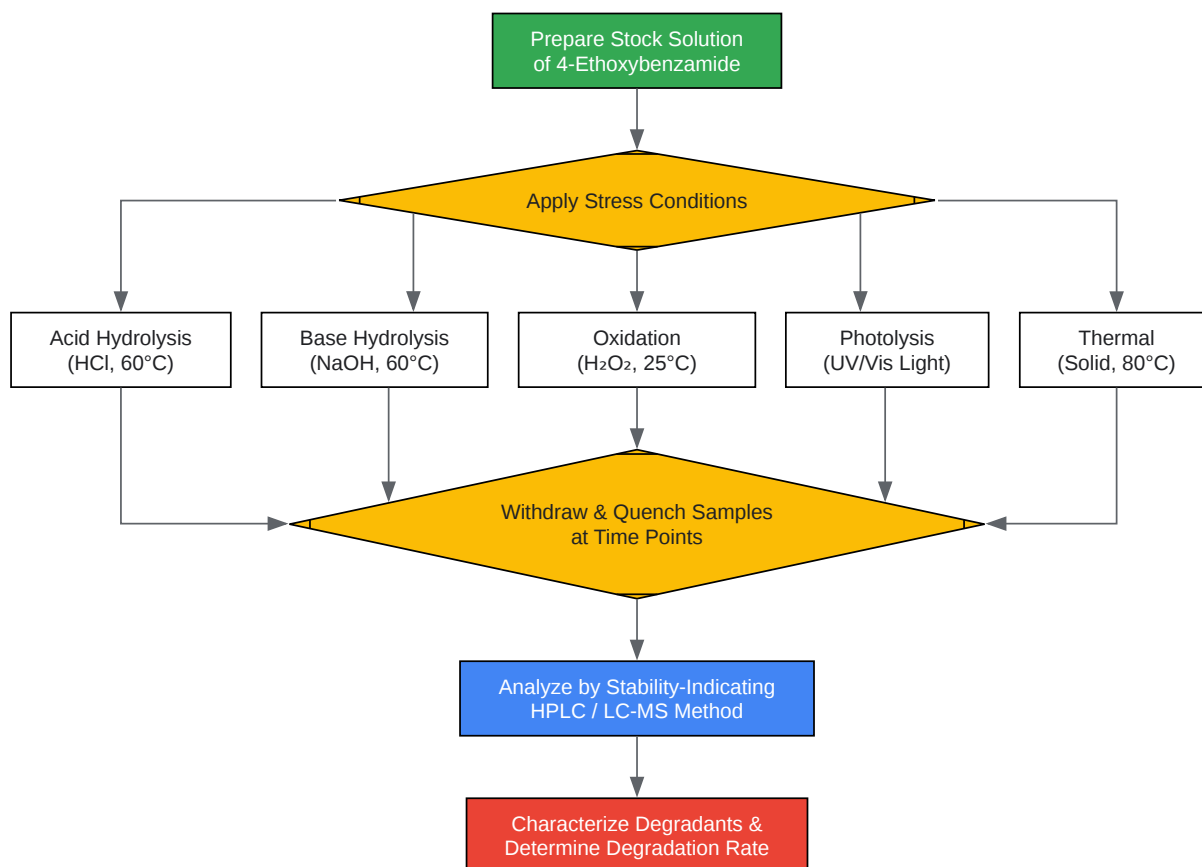 Prepare Stock Solution
of 4-Ethoxybenzamide
Apply Stress Conditions
Acid Hydrolysis
(HCl, 60°C)
Base Hydrolysis
(NaOH, 60°C)
Oxidation
(H₂O₂, 25°C)
Photolysis
(UV/Vis Light)
Thermal
(Solid, 80°C)
Withdraw & Quench Samples
at Time Points
Analyze by Stability-Indicating
HPLC / LC-MS Method
Characterize Degradants &
Determine Degradation Rate